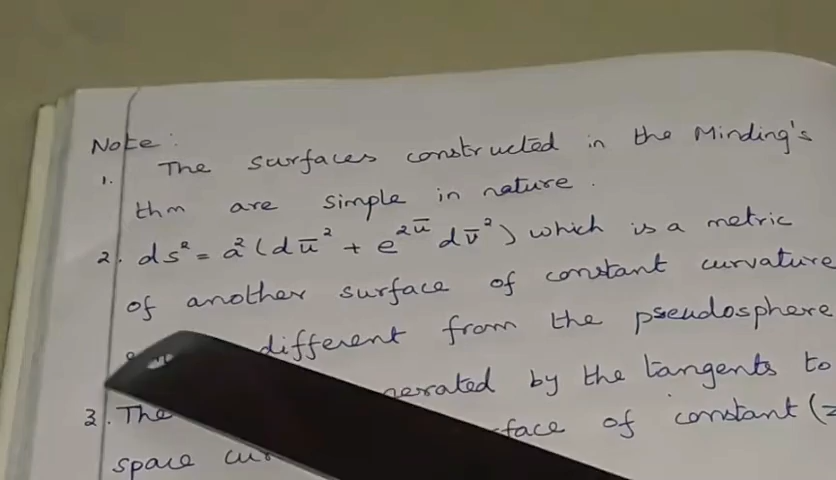 Note:
1. The surfaces constructed in the Minding's
thm are simple in nature.
2. ds² = a²(dū² + e^{2ū} dv̄²) which is a metric
of another surface of constant curvature
different from the pseudosphere
3. The by the tangents to
space of constant